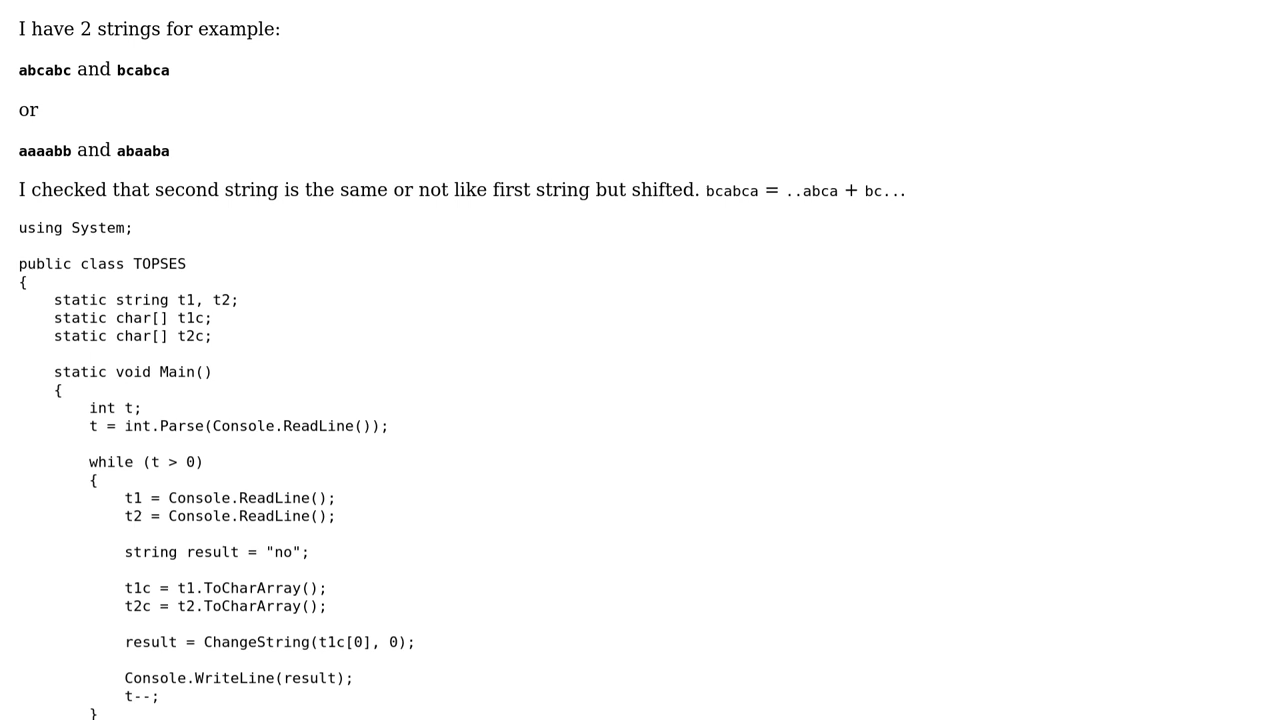 I have 2 strings for example:
abcabc and bcabca
or
aaaabb and abaaba
I checked that second string is the same or not like first string but shifted. bcabca = ..abca + bc...
using System;
public class TOPSES
{
    static string t1, t2;
    static char[] t1c;
    static char[] t2c;
    static void Main()
    {
        int t;
        t = int.Parse(Console.ReadLine());
        while (t > 0)
        {
            t1 = Console.ReadLine();
            t2 = Console.ReadLine();
            string result = "no";
            t1c = t1.ToCharArray();
            t2c = t2.ToCharArray();
            result = ChangeString(t1c[0], 0);
            Console.WriteLine(result);
            t--;
        }